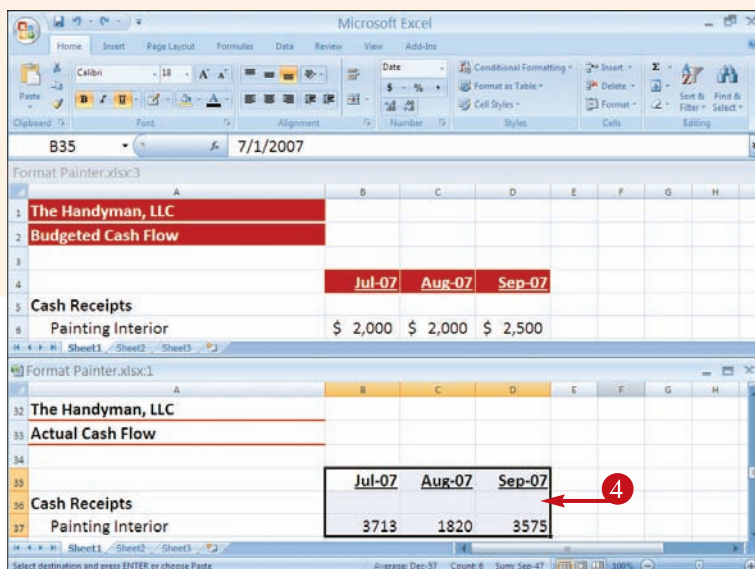 Microsoft Excel
Home Insert Page Layout Formulas Data Review View Add-Ins
Paste
Calibri 18 A A
B I U
Date
$ % ,
Conditional Formatting
Format as Table
Cell Styles
Insert
Delete
Format
Σ
Sort & Filter
Find & Select
Clipboard Font Alignment Number Styles Cells Editing
B35 7/1/2007
Format Painter.xlsx:3
A B C D E F G H
1 The Handyman, LLC
2 Budgeted Cash Flow
3
4 Jul-07 Aug-07 Sep-07
5 Cash Receipts
6 Painting Interior $ 2,000 $ 2,000 $ 2,500
Sheet1 Sheet2 Sheet3
Format Painter.xlsx:1
A B C D E F G H
32 The Handyman, LLC
33 Actual Cash Flow
34
35 Jul-07 Aug-07 Sep-07
4
36 Cash Receipts
37 Painting Interior 3713 1820 3575
Sheet1 Sheet2 Sheet3
Select destination and press ENTER or choose Paste Average: Dec-57 Count: 6 Sum: Sep-47 100%